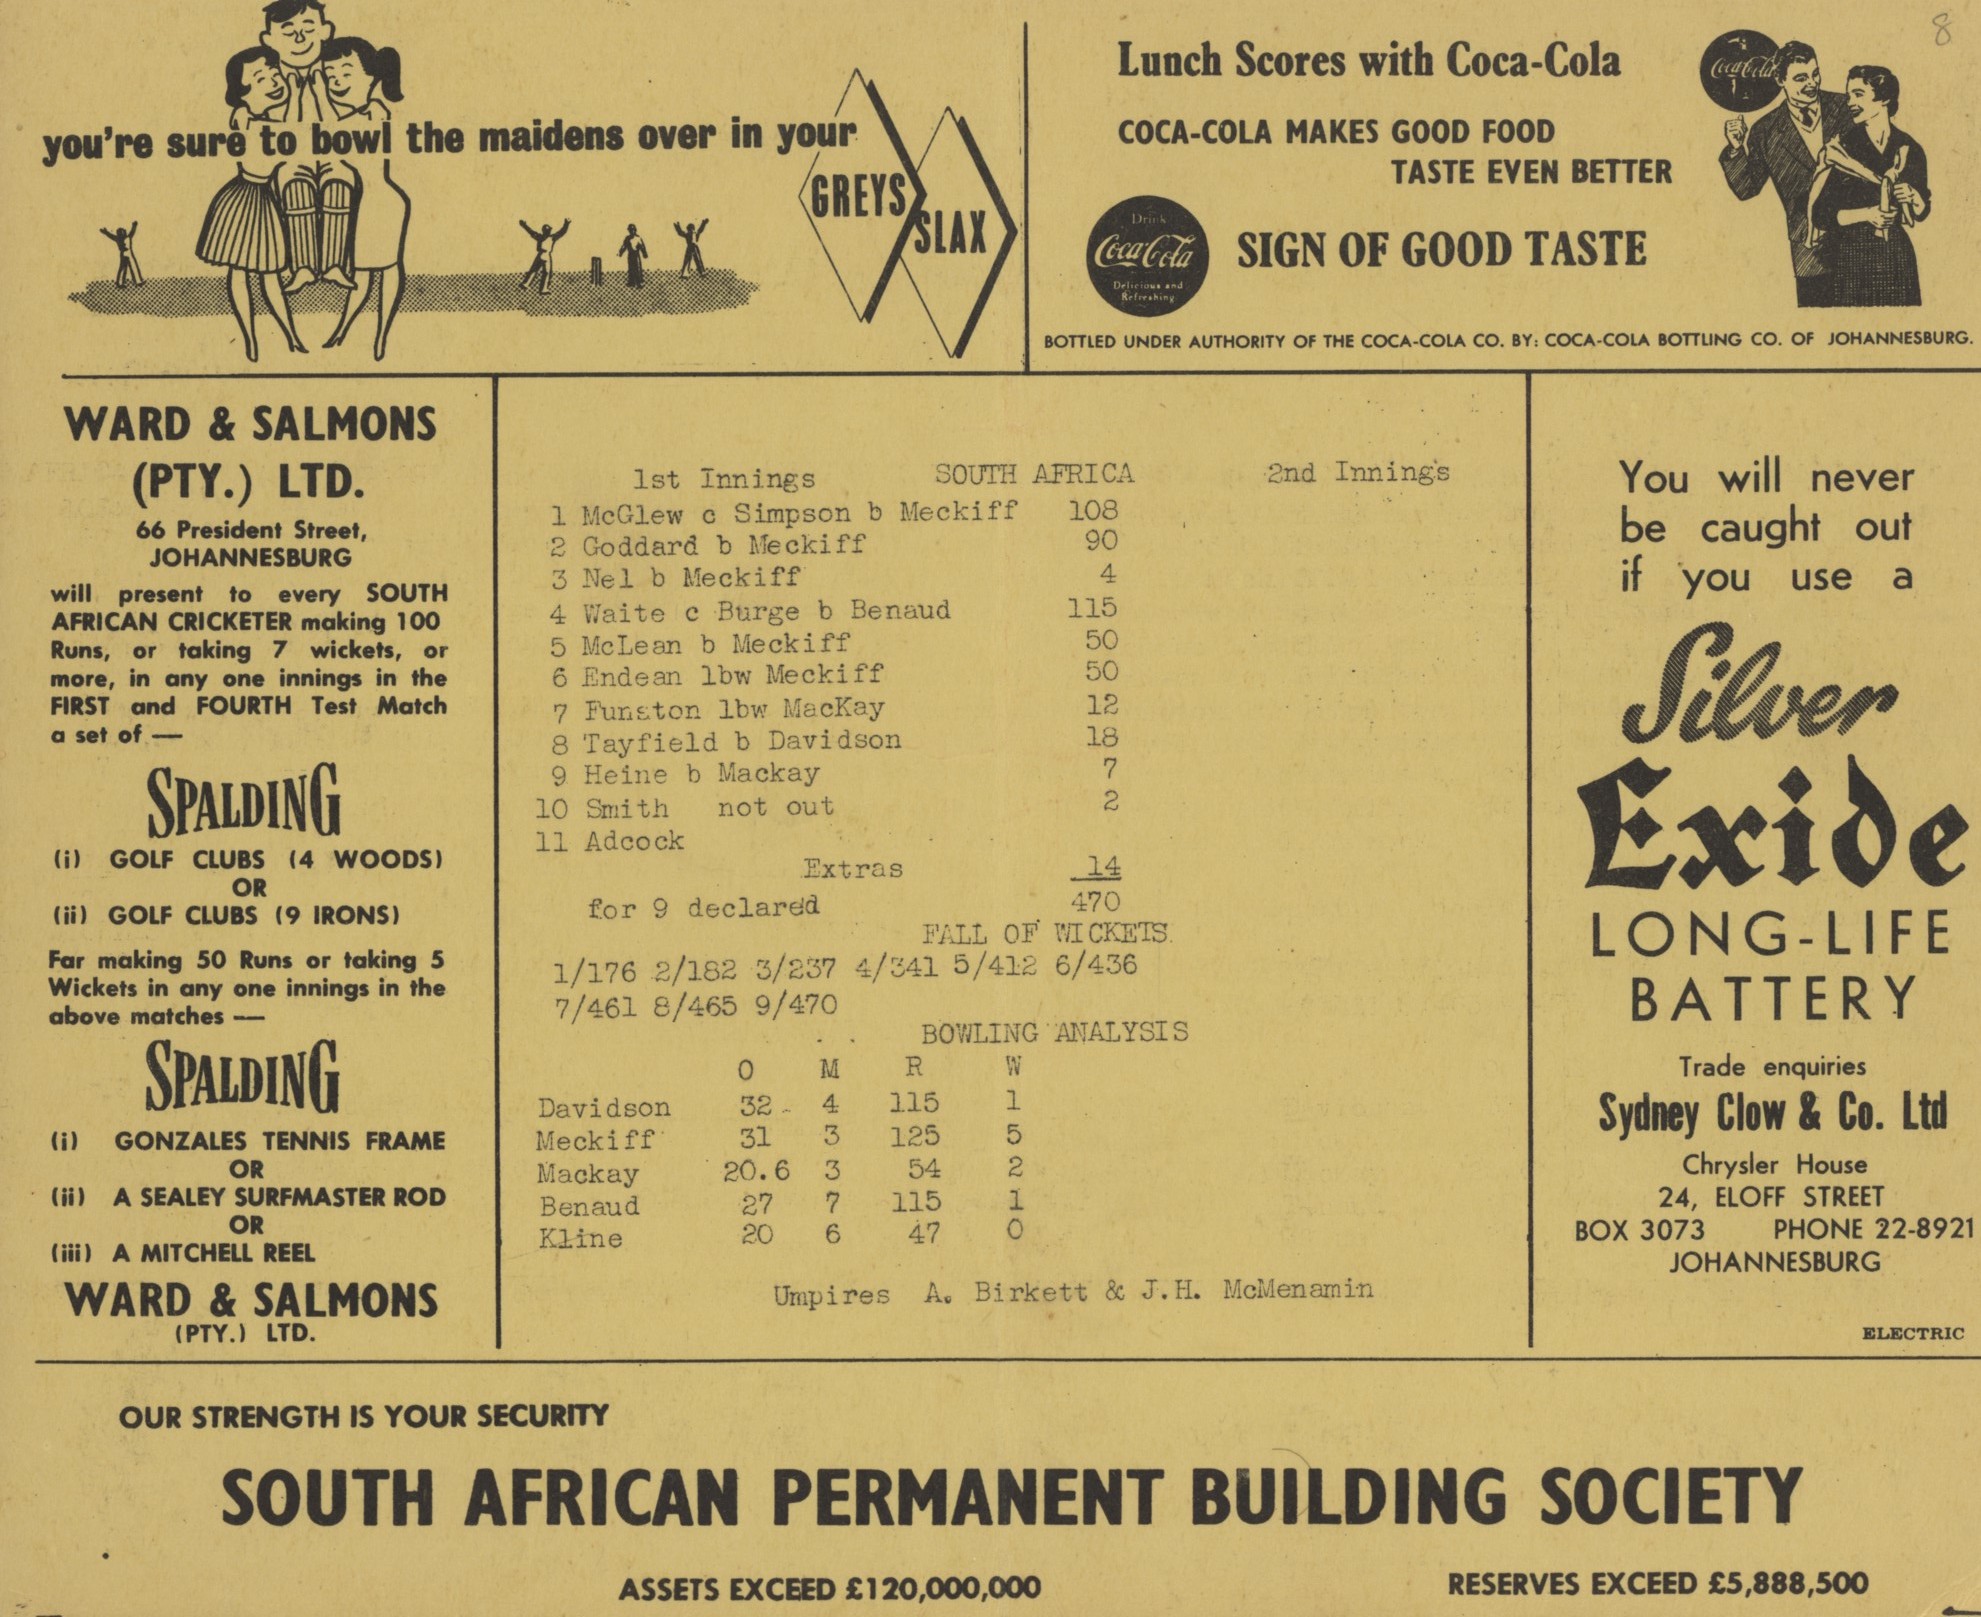 8
you're sure to bowl the maidens over in your
GREYS
SLAX
Lunch Scores with Coca-Cola
COCA-COLA MAKES GOOD FOOD
TASTE EVEN BETTER
Coca-Cola
Drink
Coca-Cola
Delicious and
Refreshing
SIGN OF GOOD TASTE
BOTTLED UNDER AUTHORITY OF THE COCA-COLA CO. BY: COCA-COLA BOTTLING CO. OF JOHANNESBURG.
WARD & SALMONS
(PTY.) LTD.
66 President Street,
JOHANNESBURG
will present to every SOUTH
AFRICAN CRICKETER making 100
Runs, or taking 7 wickets, or
more, in any one innings in the
FIRST and FOURTH Test Match
a set of —
SPALDING
(i) GOLF CLUBS (4 WOODS)
OR
(ii) GOLF CLUBS (9 IRONS)
For making 50 Runs or taking 5
Wickets in any one innings in the
above matches —
SPALDING
(i) GONZALES TENNIS FRAME
OR
(ii) A SEALEY SURFMASTER ROD
OR
(iii) A MITCHELL REEL
WARD & SALMONS
(PTY.) LTD.
1st Innings SOUTH AFRICA 2nd Innings
1 McGlew c Simpson b Meckiff 108
2 Goddard b Meckiff 90
3 Nel b Meckiff 4
4 Waite c Burge b Benaud 115
5 McLean b Meckiff 50
6 Endean lbw Meckiff 50
7 Funston lbw MacKay 12
8 Tayfield b Davidson 18
9 Heine b Mackay 7
10 Smith not out 2
11 Adcock
Extras 14
for 9 declared 470
FALL OF WICKETS
1/176 2/182 3/237 4/341 5/412 6/436
7/461 8/465 9/470
BOWLING ANALYSIS
O M R W
Davidson 32 4 115 1
Meckiff 31 3 125 5
Mackay 20.6 3 54 2
Benaud 27 7 115 1
Kline 20 6 47 0
Umpires A. Birkett & J.H. McMenamin
You will never
be caught out
if you use a
Silver
Exide
LONG-LIFE
BATTERY
Trade enquiries
Sydney Clow & Co. Ltd
Chrysler House
24, ELOFF STREET
BOX 3073 PHONE 22-8921
JOHANNESBURG
ELECTRIC
OUR STRENGTH IS YOUR SECURITY
SOUTH AFRICAN PERMANENT BUILDING SOCIETY
ASSETS EXCEED £120,000,000 RESERVES EXCEED £5,888,500